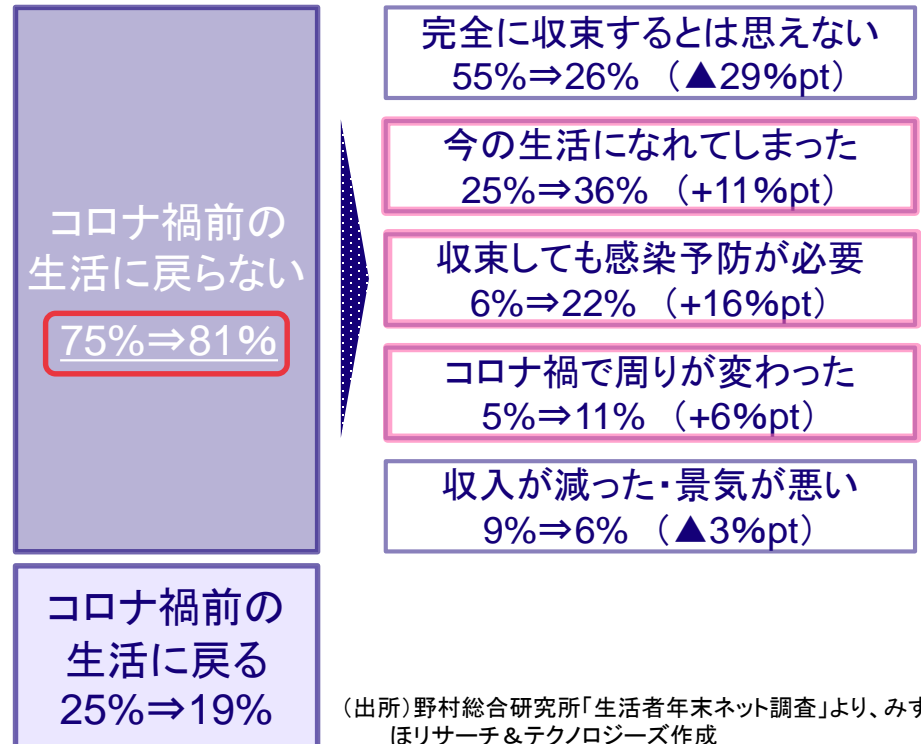 コロナ禍前の
生活に戻らない
75%⇒81%
完全に収束するとは思えない
55%⇒26% （▲29%pt）
今の生活になれてしまった
25%⇒36% （+11%pt）
収束しても感染予防が必要
6%⇒22% （+16%pt）
コロナ禍で周りが変わった
5%⇒11% （+6%pt）
収入が減った・景気が悪い
9%⇒6% （▲3%pt）
コロナ禍前の
生活に戻る
25%⇒19%
（出所）野村総合研究所「生活者年末ネット調査」より、みず
ほリサーチ＆テクノロジーズ作成